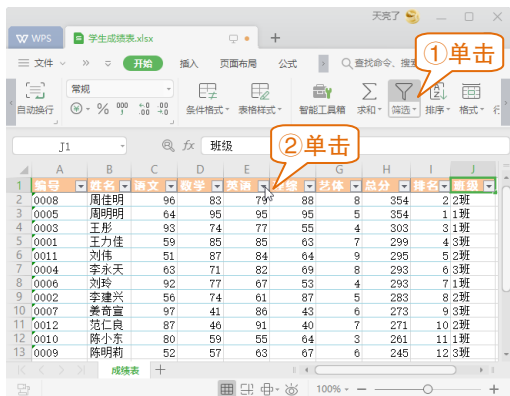 天亮了
WPS 学生成绩表.xlsx
文件 开始 插入 页面布局 公式 查找命令、搜
①单击
自动换行 常规 % 条件格式 表格样式 智能工具箱 求和 筛选 排序 格式
J1 fx 班级
②单击
A B C D E G H I J
1 编号 姓名 语文 数学 英语 艺体 总分 排名 班级
2 0008 周佳明 96 83 79 88 8 354 2 2班
3 0005 周明明 64 95 95 95 5 354 1 1班
4 0003 王彤 93 74 77 55 4 303 3 1班
5 0001 王力佳 59 85 85 63 7 299 4 3班
6 0011 刘伟 51 87 84 64 9 295 5 2班
7 0004 李永天 63 71 82 69 8 293 6 3班
8 0006 刘玲 92 77 67 53 4 293 7 1班
9 0002 李建兴 56 74 61 87 5 283 8 2班
10 0007 姜奇宣 97 41 86 43 6 273 9 3班
11 0012 范仁良 87 46 91 40 7 271 10 2班
12 0010 陈小东 80 59 55 64 3 261 11 1班
13 0009 陈明莉 52 57 63 67 6 245 12 3班
成绩表
100%